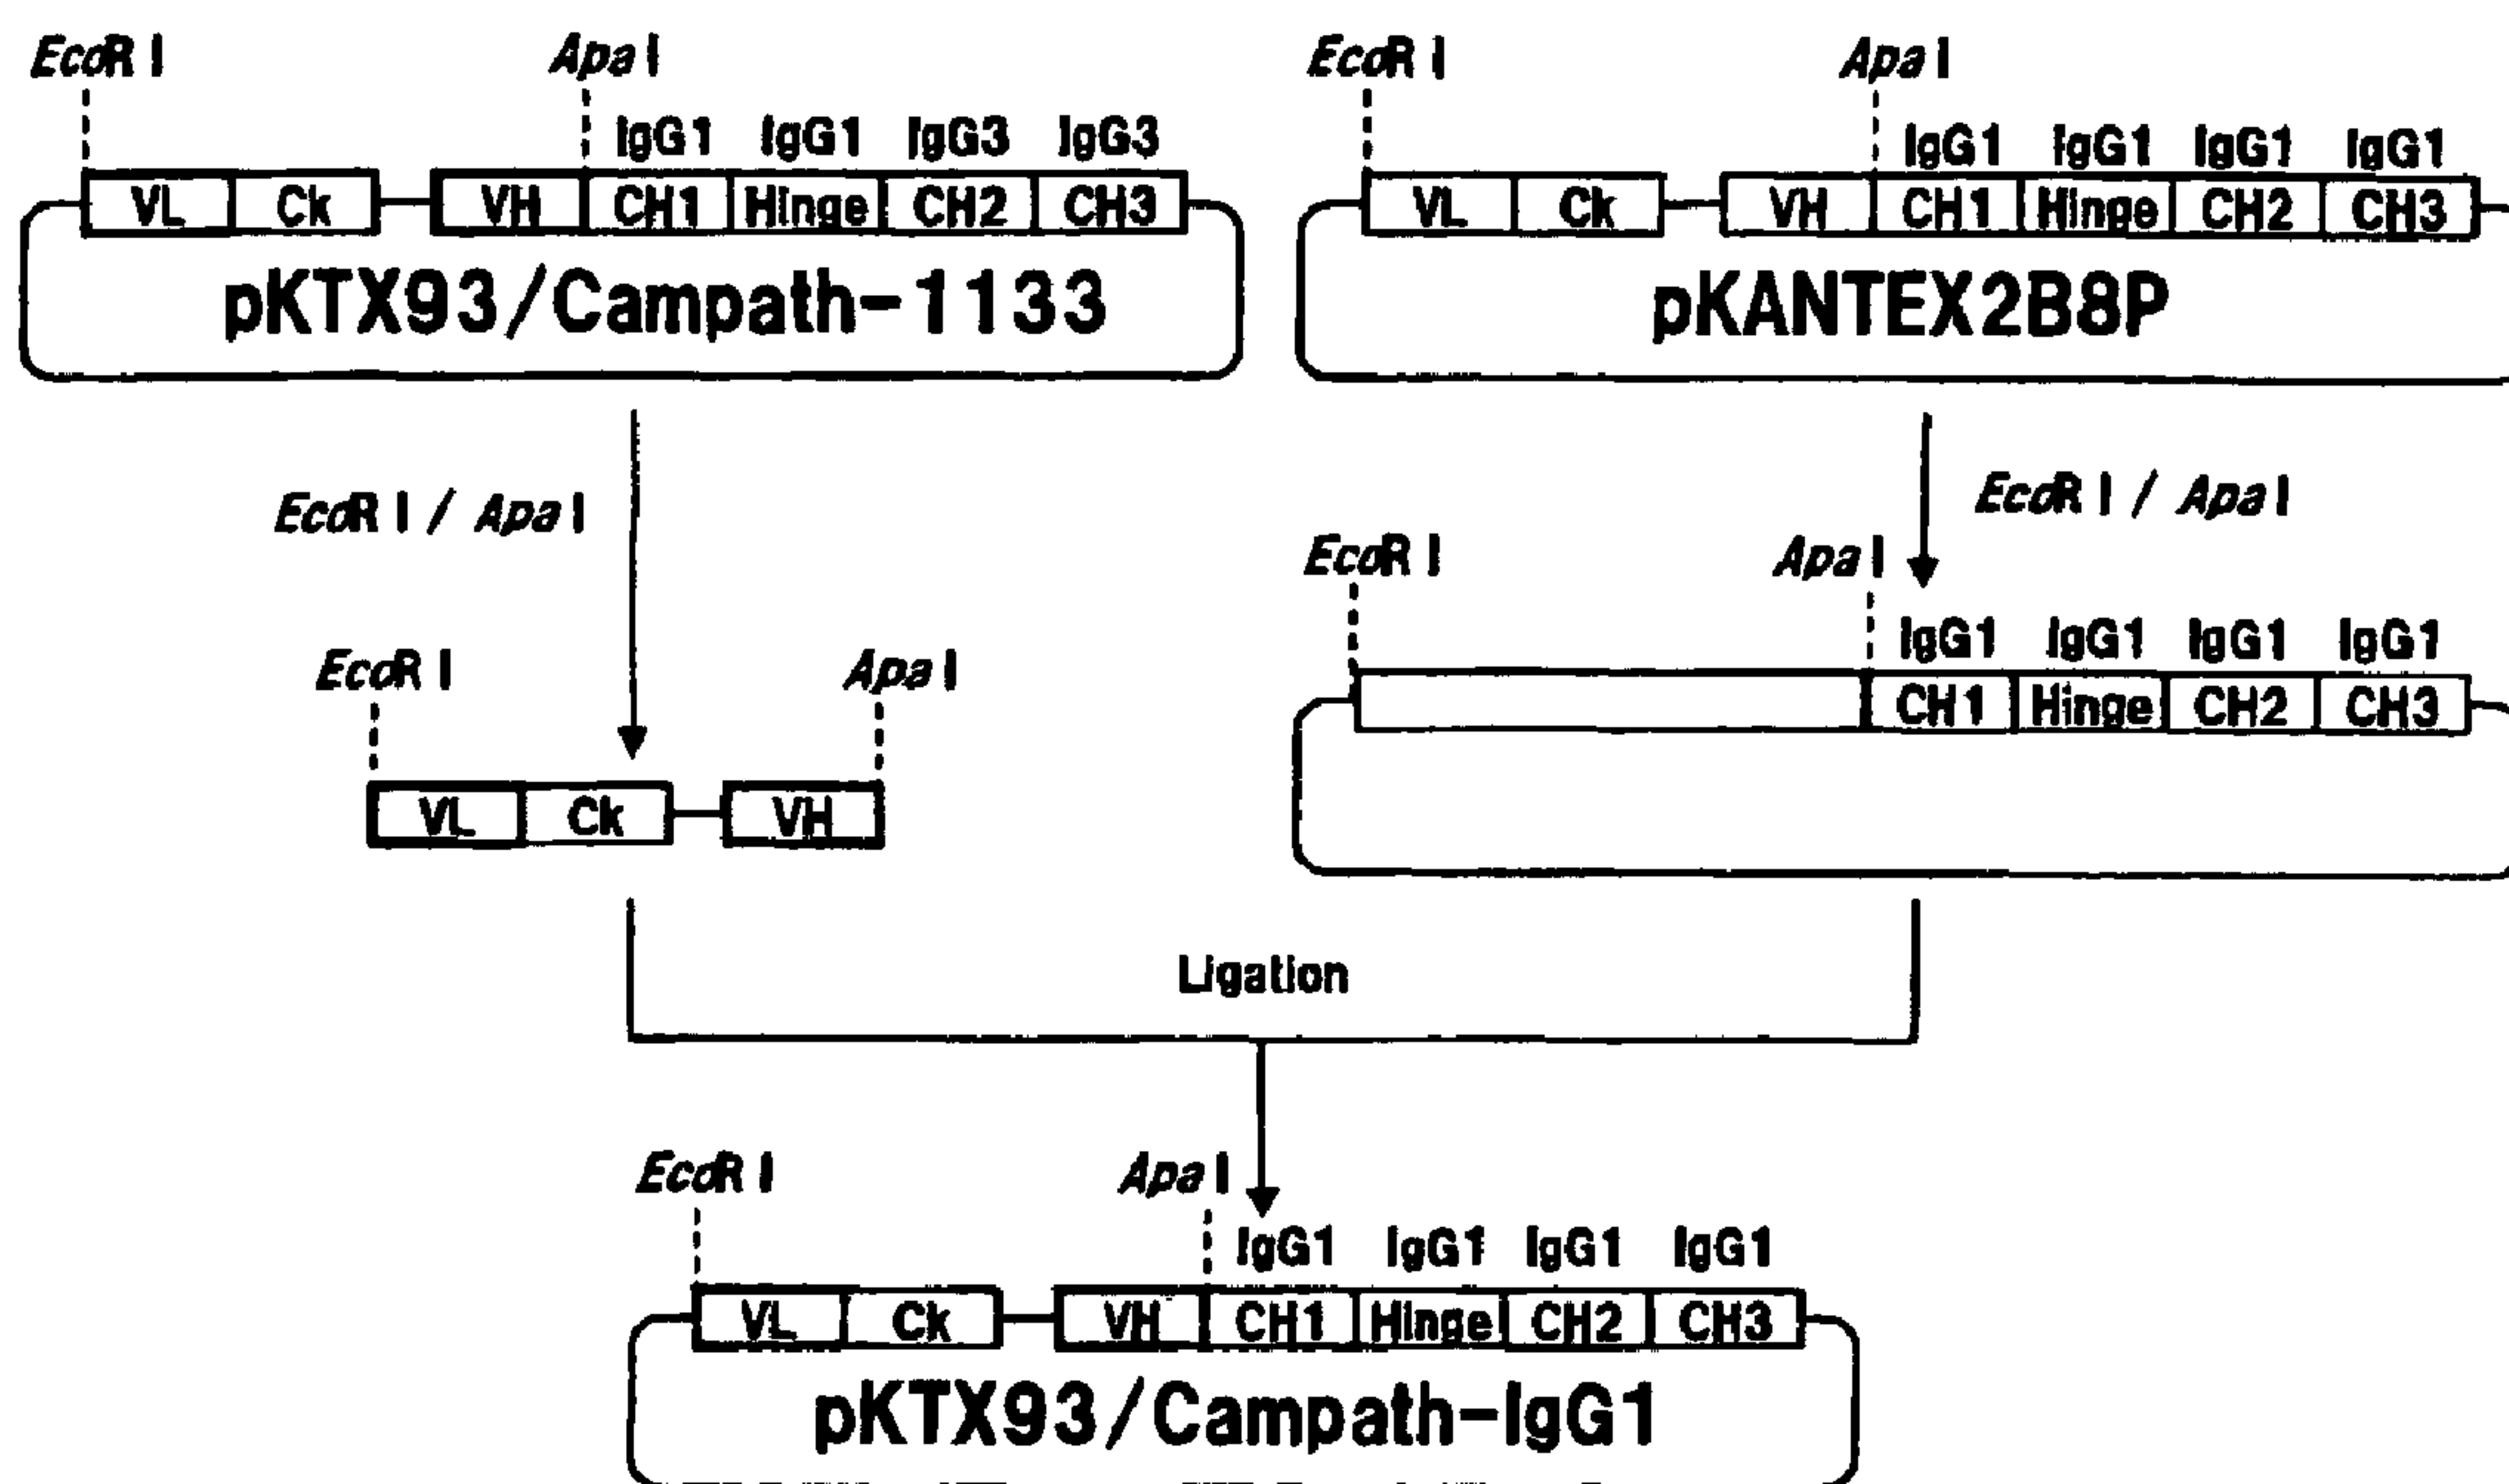 EcoR I Apa I EcoR I Apa I
IgG1 IgG1 IgG3 IgG3 IgG1 IgG1 IgG1 IgG1
VL Ck VH CH1 Hinge CH2 CH3 VL Ck VH CH1 Hinge CH2 CH3
pKTX93/Campath-1133 pKANTEX2B8P
EcoR I / Apa I EcoR I / Apa I
EcoR I Apa I
IgG1 IgG1 IgG1 IgG1
EcoR I Apa I
CH1 Hinge CH2 CH3
VL Ck VH
Ligation
EcoR I Apa I
IgG1 IgG1 IgG1 IgG1
VL Ck VH CH1 Hinge CH2 CH3
pKTX93/Campath-IgG1